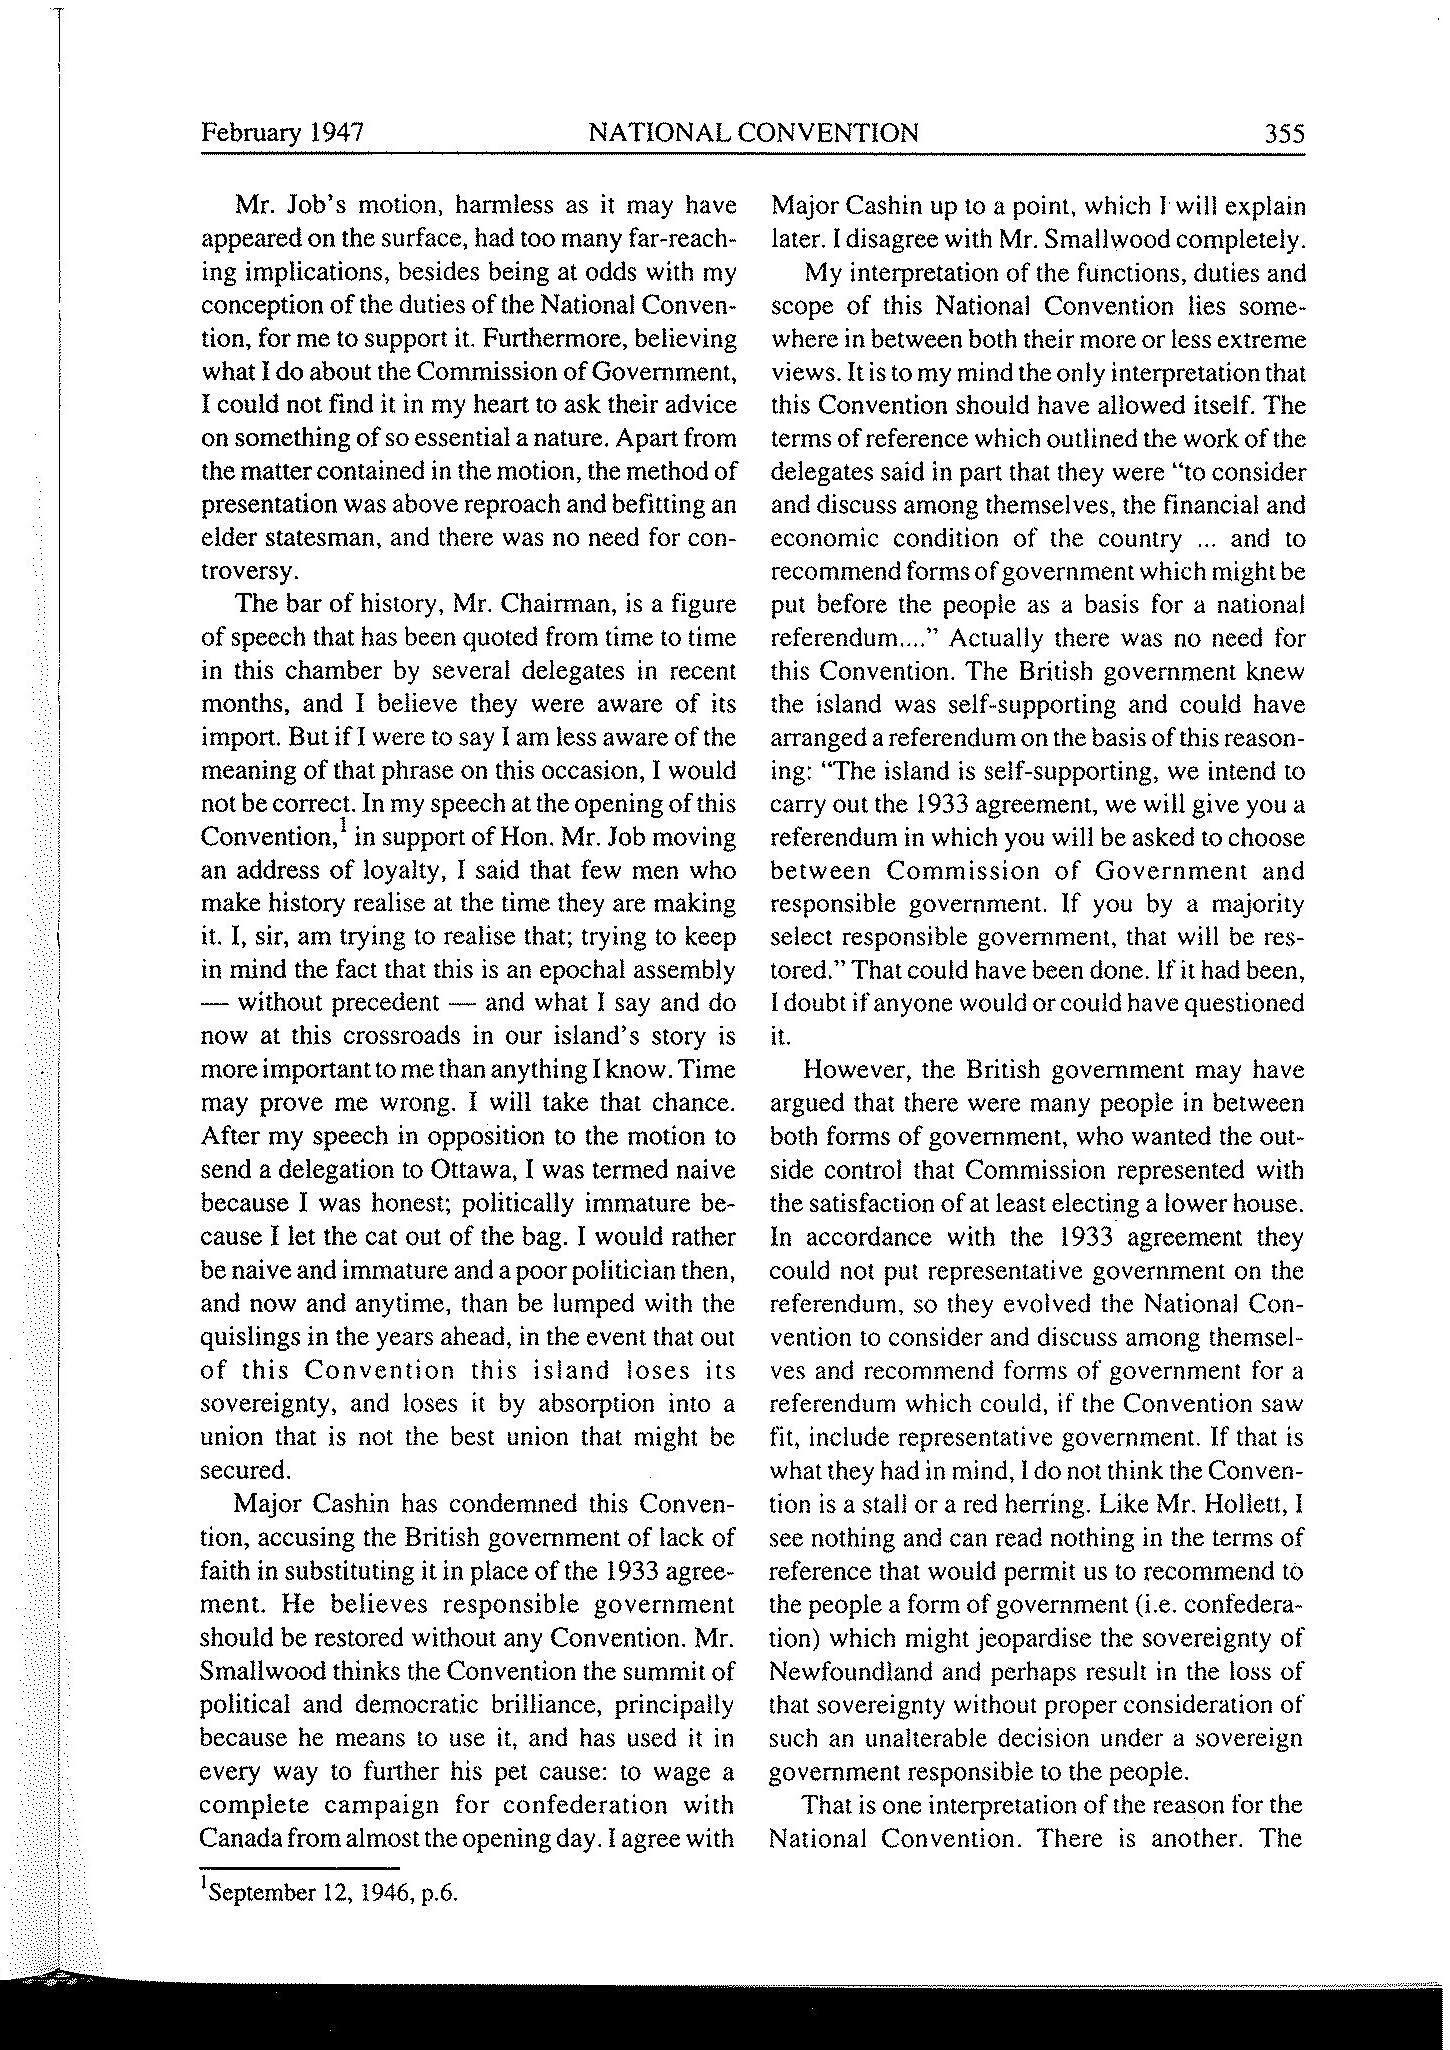 February 1947 NATIONAL CONVENTION 355
Mr. Job's motion, harmless as it may have
appeared on the surface, had too many far-reach-
ing implications, besides being at odds with my
conception of the duties of the National Conven-
tion, for me to support it. Furthermore, believing
what I do about the Commission of Government,
I could not find it in my heart to ask their advice
on something of so essential a nature. Apart from
the matter contained in the motion, the method of
presentation was above reproach and befitting an
elder statesman, and there was no need for con-
troversy.
The bar of history, Mr. Chairman, is a figure
of speech that has been quoted from time to time
in this chamber by several delegates in recent
months, and I believe they were aware of its
import. But if I were to say I am less aware of the
meaning of that phrase on this occasion, I would
not be correct. In my speech at the opening of this
Convention,¹ in support of Hon. Mr. Job moving
an address of loyalty, I said that few men who
make history realise at the time they are making
it. I, sir, am trying to realise that; trying to keep
in mind the fact that this is an epochal assembly
— without precedent — and what I say and do
now at this crossroads in our island's story is
more important to me than anything I know. Time
may prove me wrong. I will take that chance.
After my speech in opposition to the motion to
send a delegation to Ottawa, I was termed naive
because I was honest; politically immature be-
cause I let the cat out of the bag. I would rather
be naive and immature and a poor politician then,
and now and anytime, than be lumped with the
quislings in the years ahead, in the event that out
of this Convention this island loses its
sovereignty, and loses it by absorption into a
union that is not the best union that might be
secured.
Major Cashin has condemned this Conven-
tion, accusing the British government of lack of
faith in substituting it in place of the 1933 agree-
ment. He believes responsible government
should be restored without any Convention. Mr.
Smallwood thinks the Convention the summit of
political and democratic brilliance, principally
because he means to use it, and has used it in
every way to further his pet cause: to wage a
complete campaign for confederation with
Canada from almost the opening day. I agree with
Major Cashin up to a point, which I will explain
later. I disagree with Mr. Smallwood completely.
My interpretation of the functions, duties and
scope of this National Convention lies some-
where in between both their more or less extreme
views. It is to my mind the only interpretation that
this Convention should have allowed itself. The
terms of reference which outlined the work of the
delegates said in part that they were "to consider
and discuss among themselves, the financial and
economic condition of the country ... and to
recommend forms of government which might be
put before the people as a basis for a national
referendum...." Actually there was no need for
this Convention. The British government knew
the island was self-supporting and could have
arranged a referendum on the basis of this reason-
ing: "The island is self-supporting, we intend to
carry out the 1933 agreement, we will give you a
referendum in which you will be asked to choose
between Commission of Government and
responsible government. If you by a majority
select responsible government, that will be res-
tored." That could have been done. If it had been,
I doubt if anyone would or could have questioned
it.
However, the British government may have
argued that there were many people in between
both forms of government, who wanted the out-
side control that Commission represented with
the satisfaction of at least electing a lower house.
In accordance with the 1933 agreement they
could not put representative government on the
referendum, so they evolved the National Con-
vention to consider and discuss among themsel-
ves and recommend forms of government for a
referendum which could, if the Convention saw
fit, include representative government. If that is
what they had in mind, I do not think the Conven-
tion is a stall or a red herring. Like Mr. Hollett, I
see nothing and can read nothing in the terms of
reference that would permit us to recommend to
the people a form of government (i.e. confedera-
tion) which might jeopardise the sovereignty of
Newfoundland and perhaps result in the loss of
that sovereignty without proper consideration of
such an unalterable decision under a sovereign
government responsible to the people.
That is one interpretation of the reason for the
National Convention. There is another. The
¹September 12, 1946, p.6.